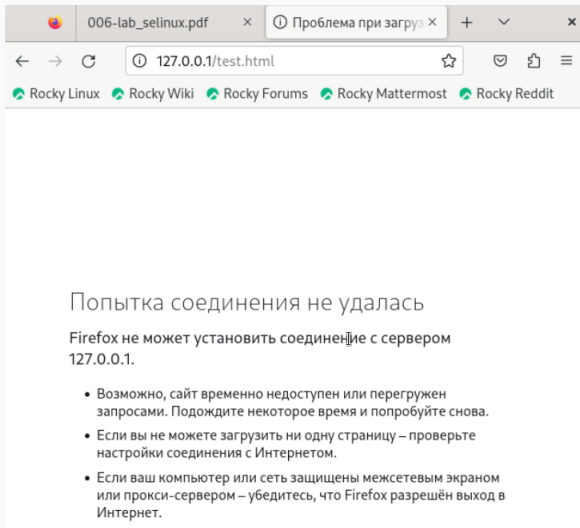 006-lab_selinux.pdf
Проблема при загруз
127.0.0.1/test.html
Rocky Linux Rocky Wiki Rocky Forums Rocky Mattermost Rocky Reddit
Попытка соединения не удалась
Firefox не может установить соединение с сервером
127.0.0.1.
• Возможно, сайт временно недоступен или перегружен
запросами. Подождите некоторое время и попробуйте снова.
• Если вы не можете загрузить ни одну страницу – проверьте
настройки соединения с Интернетом.
• Если ваш компьютер или сеть защищены межсетевым экраном
или прокси-сервером – убедитесь, что Firefox разрешён выход в
Интернет.